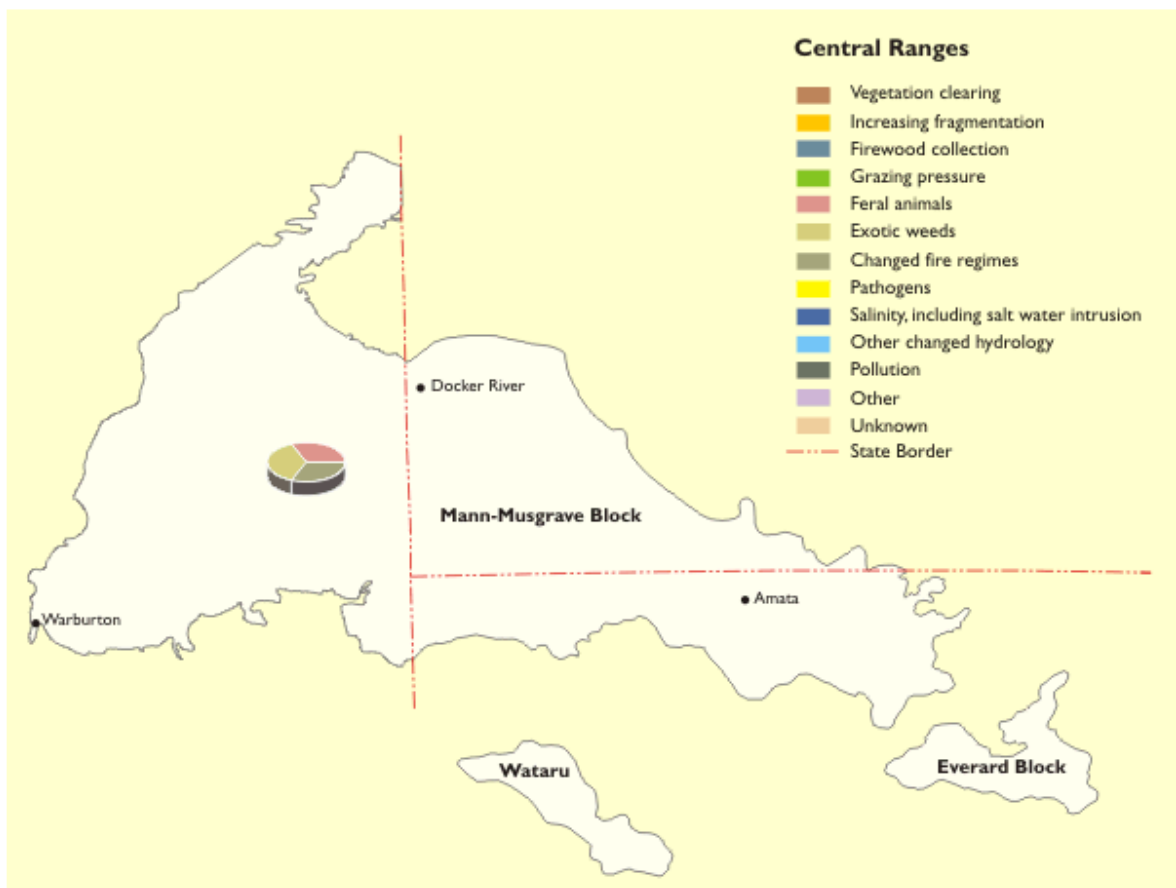 Central Ranges
Vegetation clearing
Increasing fragmentation
Firewood collection
Grazing pressure
Feral animals
Exotic weeds
Changed fire regimes
Pathogens
Salinity, including salt water intrusion
Other changed hydrology
Pollution
Other
Unknown
State Border
Docker River
Mann-Musgrave Block
Amata
Warburton
Wataru
Everard Block